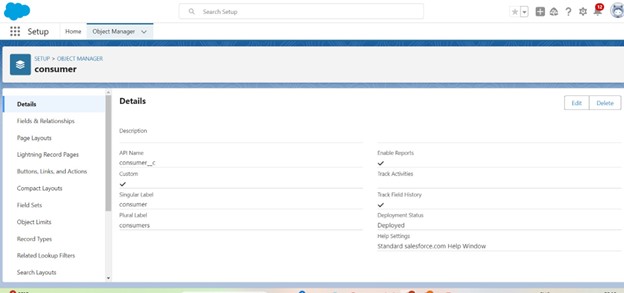 Search Setup
12
Setup
Home
Object Manager
SETUP > OBJECT MANAGER
consumer
Details
Fields & Relationships
Page Layouts
Lightning Record Pages
Buttons, Links, and Actions
Compact Layouts
Field Sets
Object Limits
Record Types
Related Lookup Filters
Search Layouts
Details
Edit
Delete
Description
API Name
consumer__c
Custom
Singular Label
consumer
Plural Label
consumers
Enable Reports
Track Activities
Track Field History
Deployment Status
Deployed
Help Settings
Standard salesforce.com Help Window